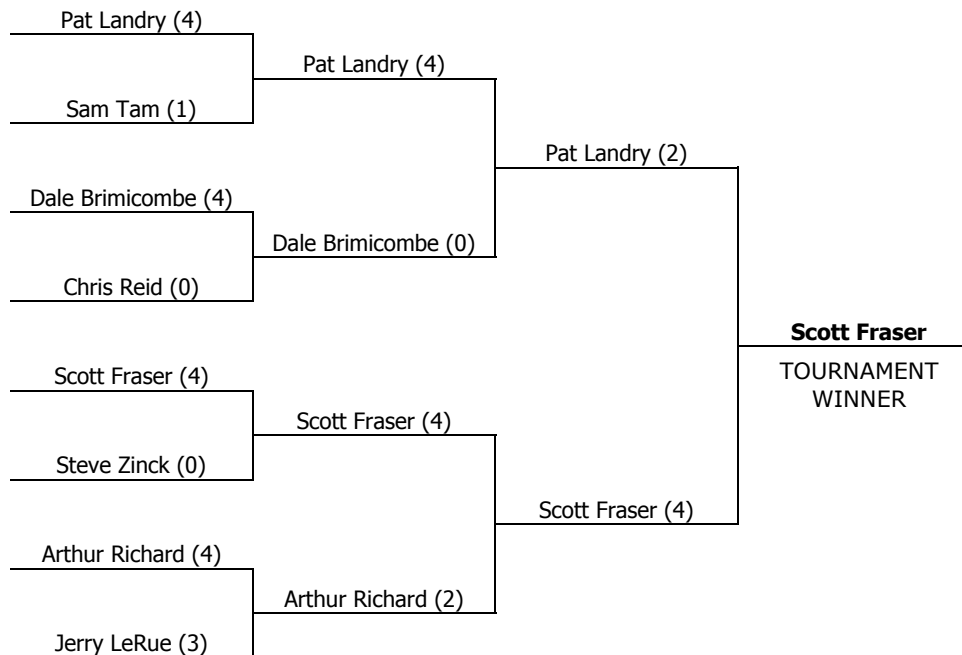 Pat Landry (4)
Pat Landry (4)
Sam Tam (1)
Pat Landry (2)
Dale Brimicombe (4)
Dale Brimicombe (0)
Chris Reid (0)
Scott Fraser
TOURNAMENT
WINNER
Scott Fraser (4)
Scott Fraser (4)
Steve Zinck (0)
Scott Fraser (4)
Arthur Richard (4)
Arthur Richard (2)
Jerry LeRue (3)